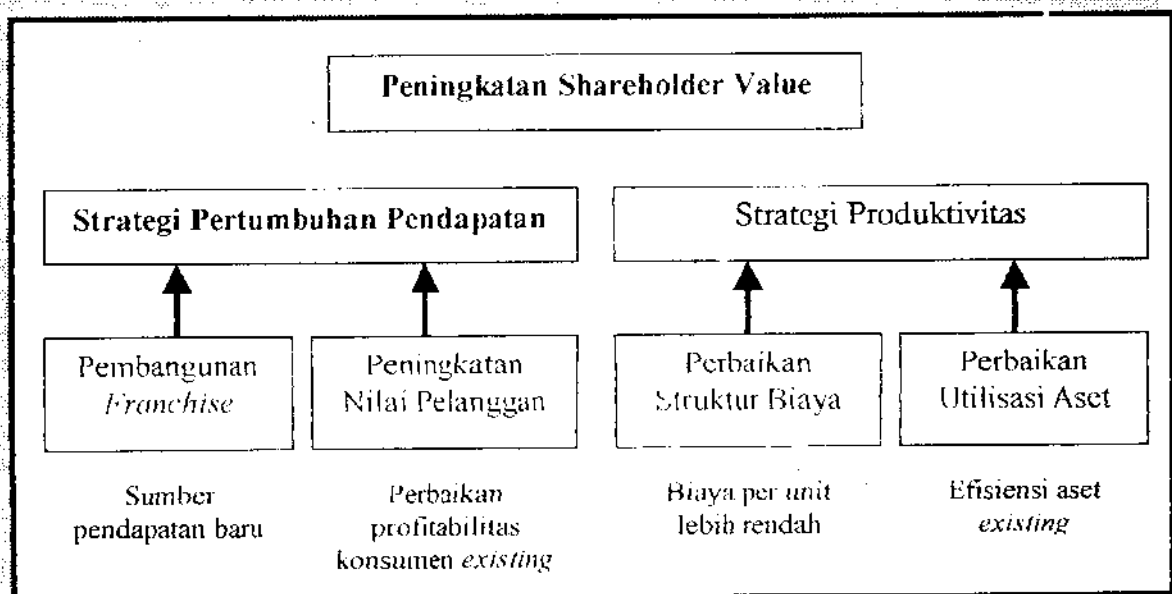 Peningkatan Shareholder Value
Strategi Pertumbuhan Pendapatan
Strategi Produktivitas
Pembangunan
Franchise
Peningkatan
Nilai Pelanggan
Perbaikan
Struktur Biaya
Perbaikan
Utilisasi Aset
Sumber
pendapatan baru
Perbaikan
profitabilitas
konsumen existing
Biaya per unit
lebih rendah
Efisiensi aset
existing